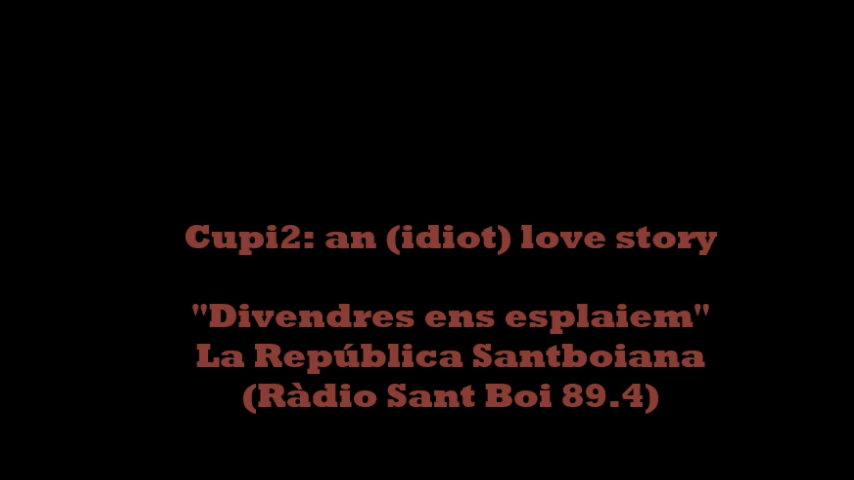 Cupi2: an (idiot) love story
"Divendres ens esplaiem"
La República Santboiana
(Ràdio Sant Boi 89.4)